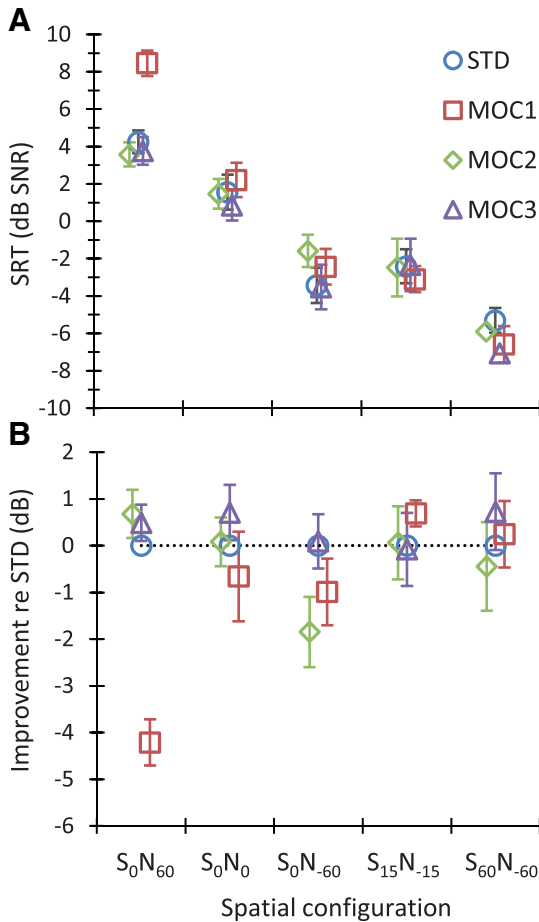 A
10
8
6
4
2
0
-2
-4
-6
-8
-10
SRT (dB SNR)
STD
MOC1
MOC2
MOC3
B
2
1
0
-1
-2
-3
-4
-5
-6
Improvement re STD (dB)
S₀N₆₀ S₀N₀ S₀N₋₆₀ S₁₅N₋₁₅ S₆₀N₋₆₀
Spatial configuration